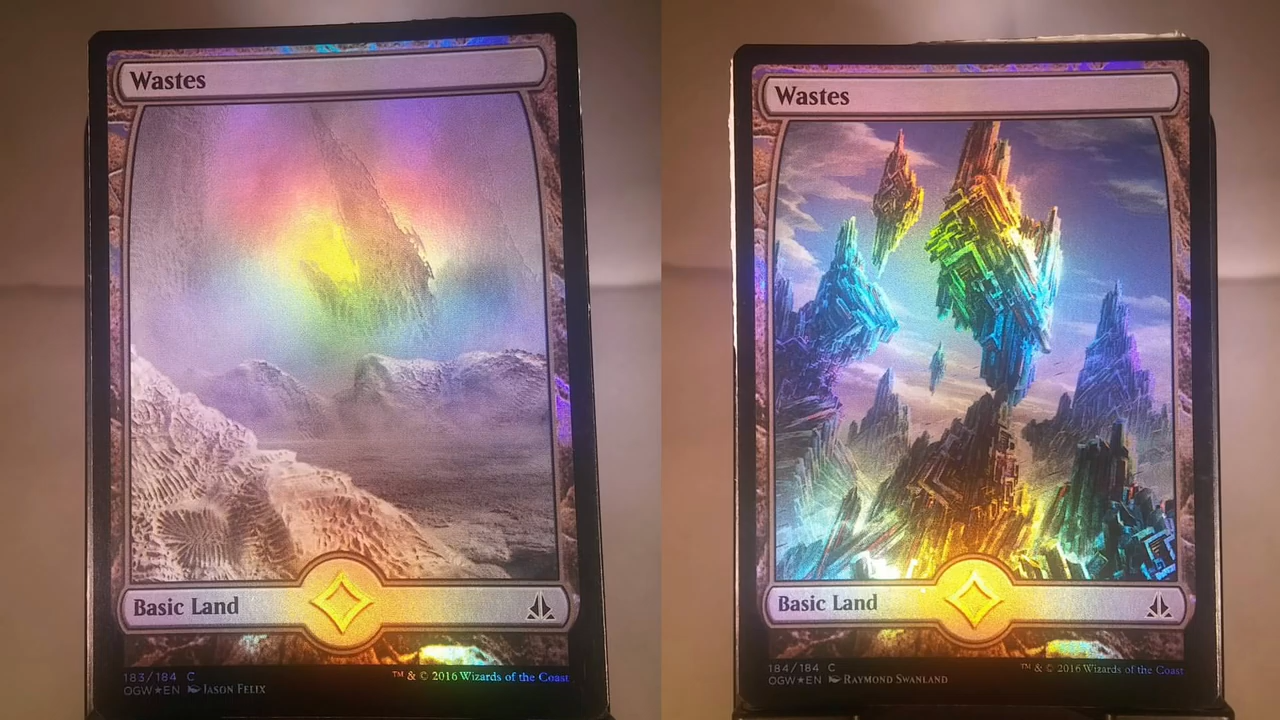 Wastes
Basic Land
183/184 C
OGW★EN Jason Felix
™ & © 2016 Wizards of the Coast
Wastes
Basic Land
184/184 C
OGW★EN Raymond Swanland
™ & © 2016 Wizards of the Coast